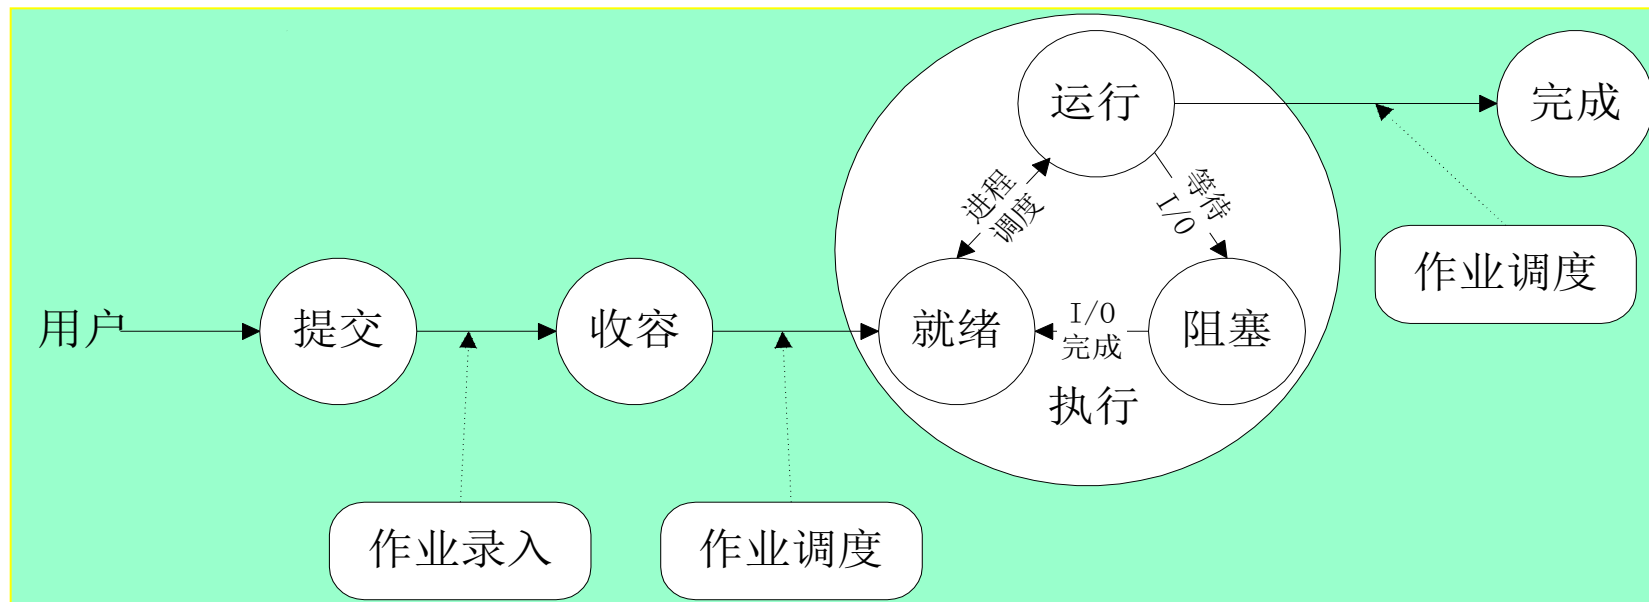 运行
完成
进程
调度
等待
I/O
作业调度
用户
提交
收容
就绪
I/O
完成
阻塞
执行
作业录入
作业调度